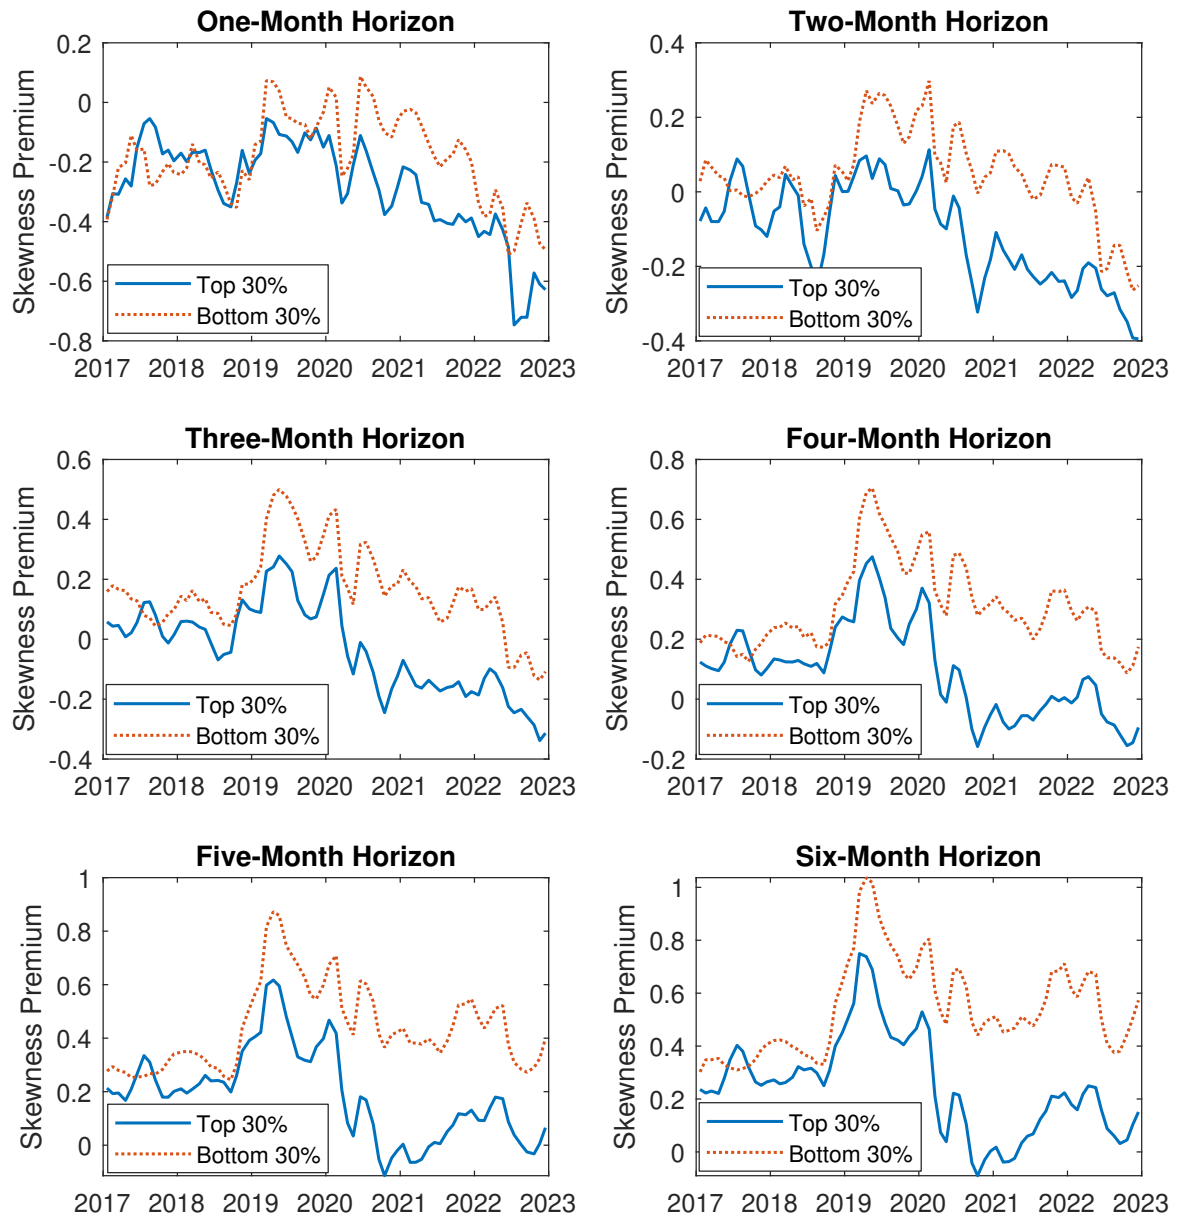 One-Month Horizon
Skewness Premium
0.2
0
-0.2
-0.4
-0.6
-0.8
Top 30%
Bottom 30%
2017 2018 2019 2020 2021 2022 2023
Two-Month Horizon
Skewness Premium
0.4
0.2
0
-0.2
-0.4
Top 30%
Bottom 30%
2017 2018 2019 2020 2021 2022 2023
Three-Month Horizon
Skewness Premium
0.6
0.4
0.2
0
-0.2
-0.4
Top 30%
Bottom 30%
2017 2018 2019 2020 2021 2022 2023
Four-Month Horizon
Skewness Premium
0.8
0.6
0.4
0.2
0
-0.2
Top 30%
Bottom 30%
2017 2018 2019 2020 2021 2022 2023
Five-Month Horizon
Skewness Premium
1
0.8
0.6
0.4
0.2
0
Top 30%
Bottom 30%
2017 2018 2019 2020 2021 2022 2023
Six-Month Horizon
Skewness Premium
1
0.8
0.6
0.4
0.2
0
Top 30%
Bottom 30%
2017 2018 2019 2020 2021 2022 2023